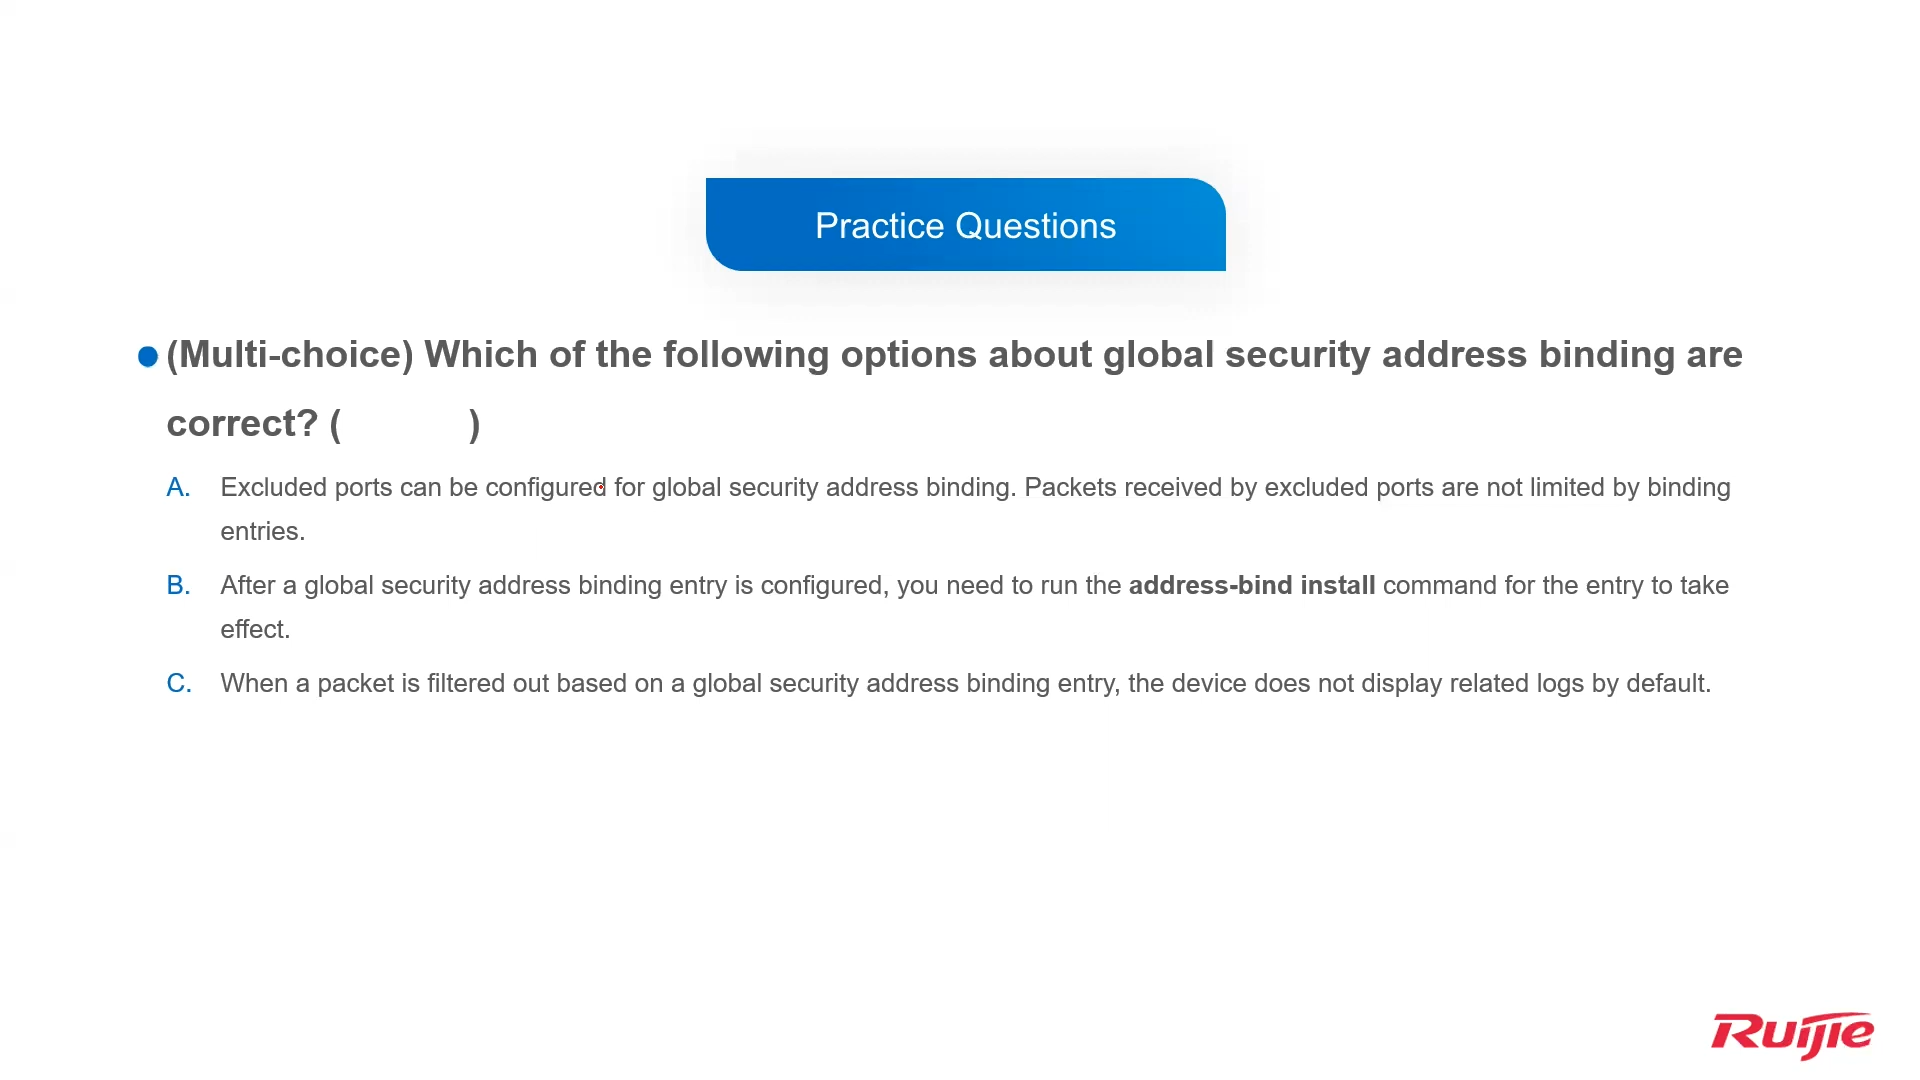 Practice Questions
(Multi-choice) Which of the following options about global security address binding are
correct? (            )
A. Excluded ports can be configured for global security address binding. Packets received by excluded ports are not limited by binding
entries.
B. After a global security address binding entry is configured, you need to run the address-bind install command for the entry to take
effect.
C. When a packet is filtered out based on a global security address binding entry, the device does not display related logs by default.
Ruijie